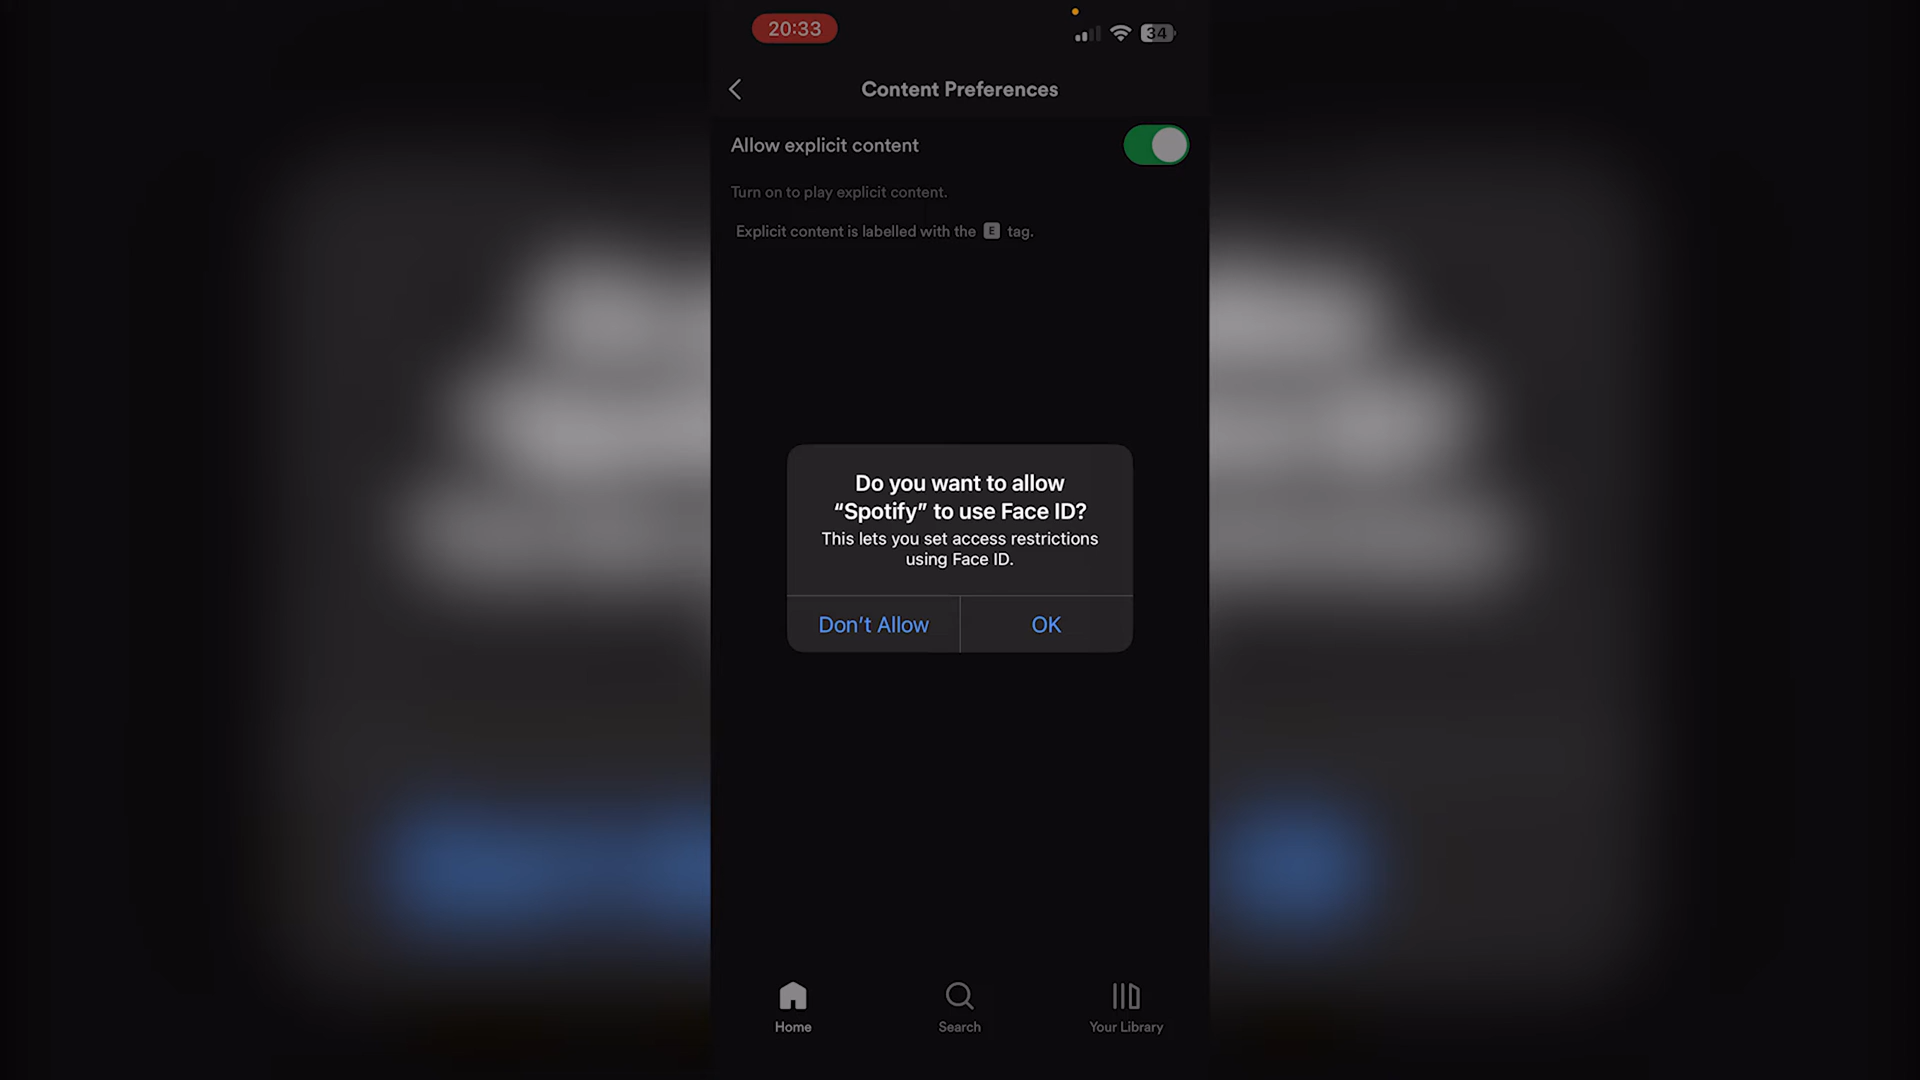 20:33
34
Content Preferences
Allow explicit content
Turn on to play explicit content.
Explicit content is labelled with the E tag.
Do you want to allow
“Spotify” to use Face ID?
This lets you set access restrictions
using Face ID.
Don’t Allow
OK
Home
Search
Your Library